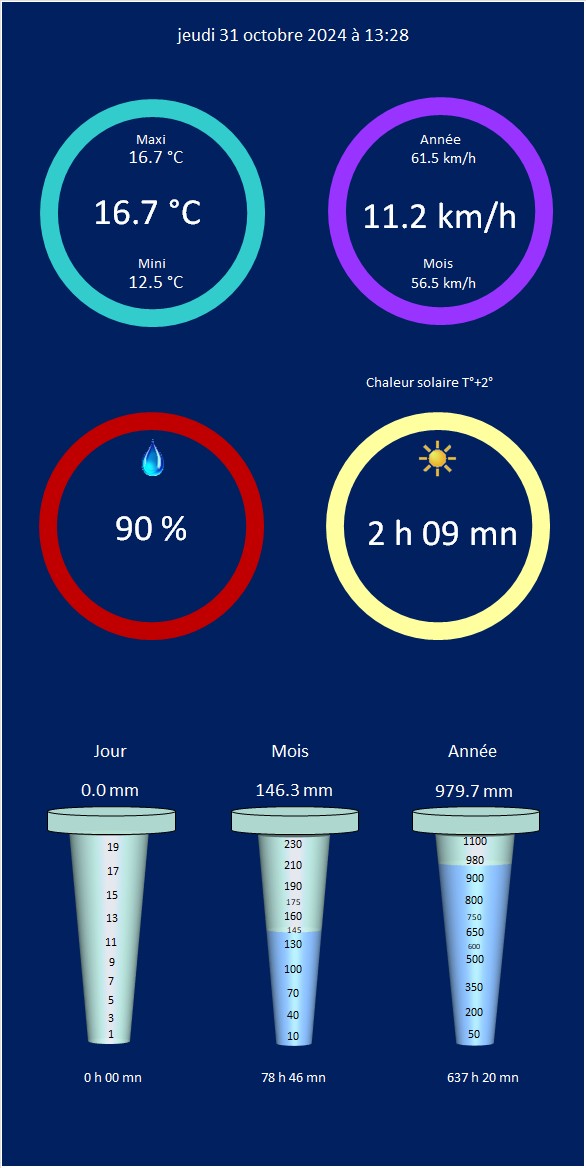 jeudi 31 octobre 2024 à 13:28
Maxi
16.7 °C
16.7 °C
Mini
12.5 °C
Année
61.5 km/h
11.2 km/h
Mois
56.5 km/h
Chaleur solaire T°+2°
90 %
2 h 09 mn
Jour
0.0 mm
19
17
15
13
11
9
7
5
3
1
0 h 00 mn
Mois
146.3 mm
230
210
190
175
160
145
130
100
70
40
10
78 h 46 mn
Année
979.7 mm
1100
980
900
800
750
650
600
500
350
200
50
637 h 20 mn